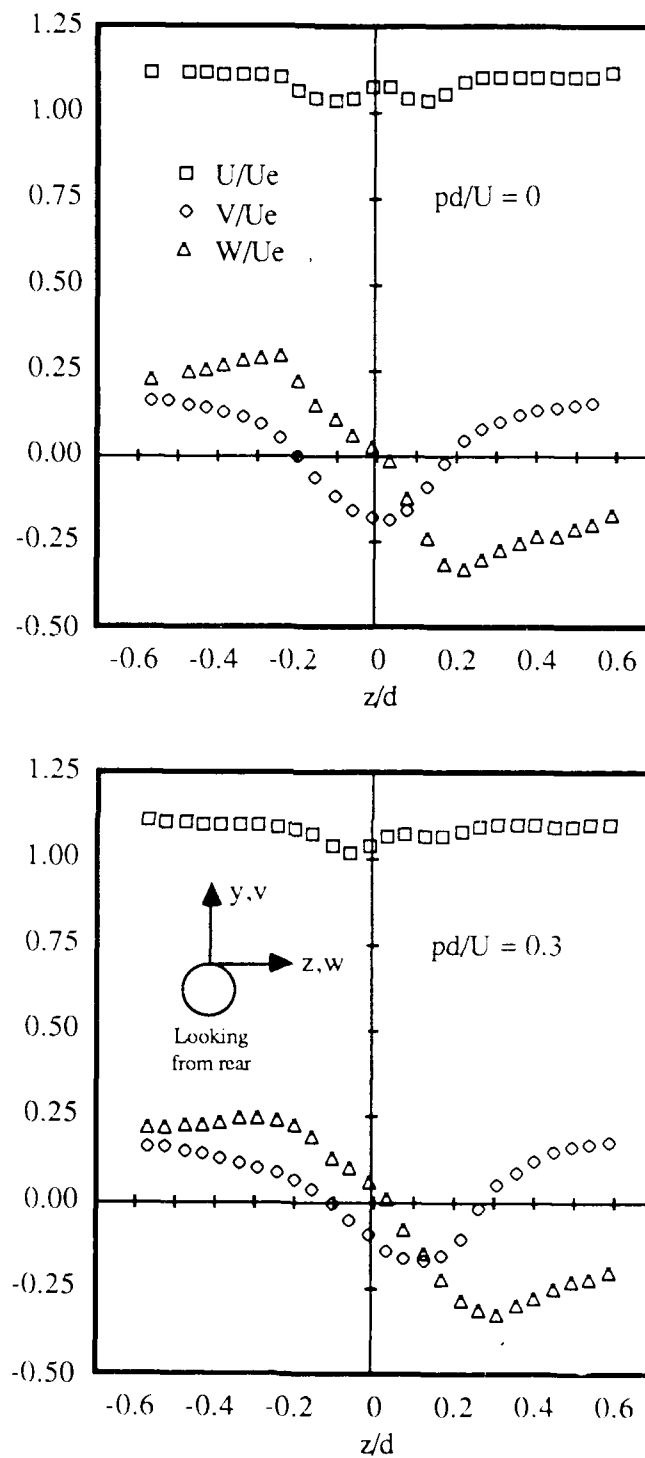 1.25
1.00
0.75
0.50
0.25
0.00
-0.25
-0.50
U/Ue
V/Ue
W/Ue
pd/U = 0
-0.6 -0.4 -0.2 0 0.2 0.4 0.6
z/d
1.25
1.00
0.75
0.50
0.25
0.00
-0.25
-0.50
y,v
z,w
Looking
from rear
pd/U = 0.3
-0.6 -0.4 -0.2 0 0.2 0.4 0.6
z/d